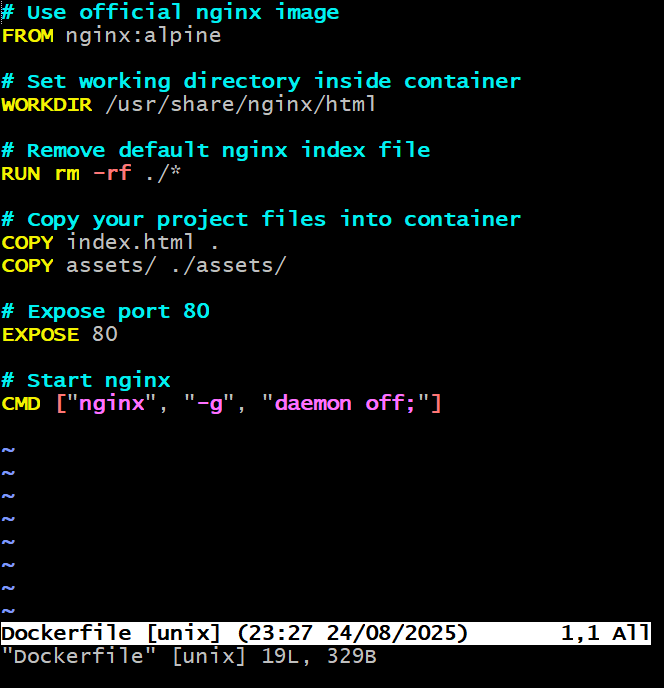 # Use official nginx image
FROM nginx:alpine
# Set working directory inside container
WORKDIR /usr/share/nginx/html
# Remove default nginx index file
RUN rm -rf ./*
# Copy your project files into container
COPY index.html .
COPY assets/ ./assets/
# Expose port 80
EXPOSE 80
# Start nginx
CMD ["nginx", "-g", "daemon off;"]
~
~
~
~
~
~
~
~
Dockerfile [unix] (23:27 24/08/2025) 1,1 All
"Dockerfile" [unix] 19L, 329B